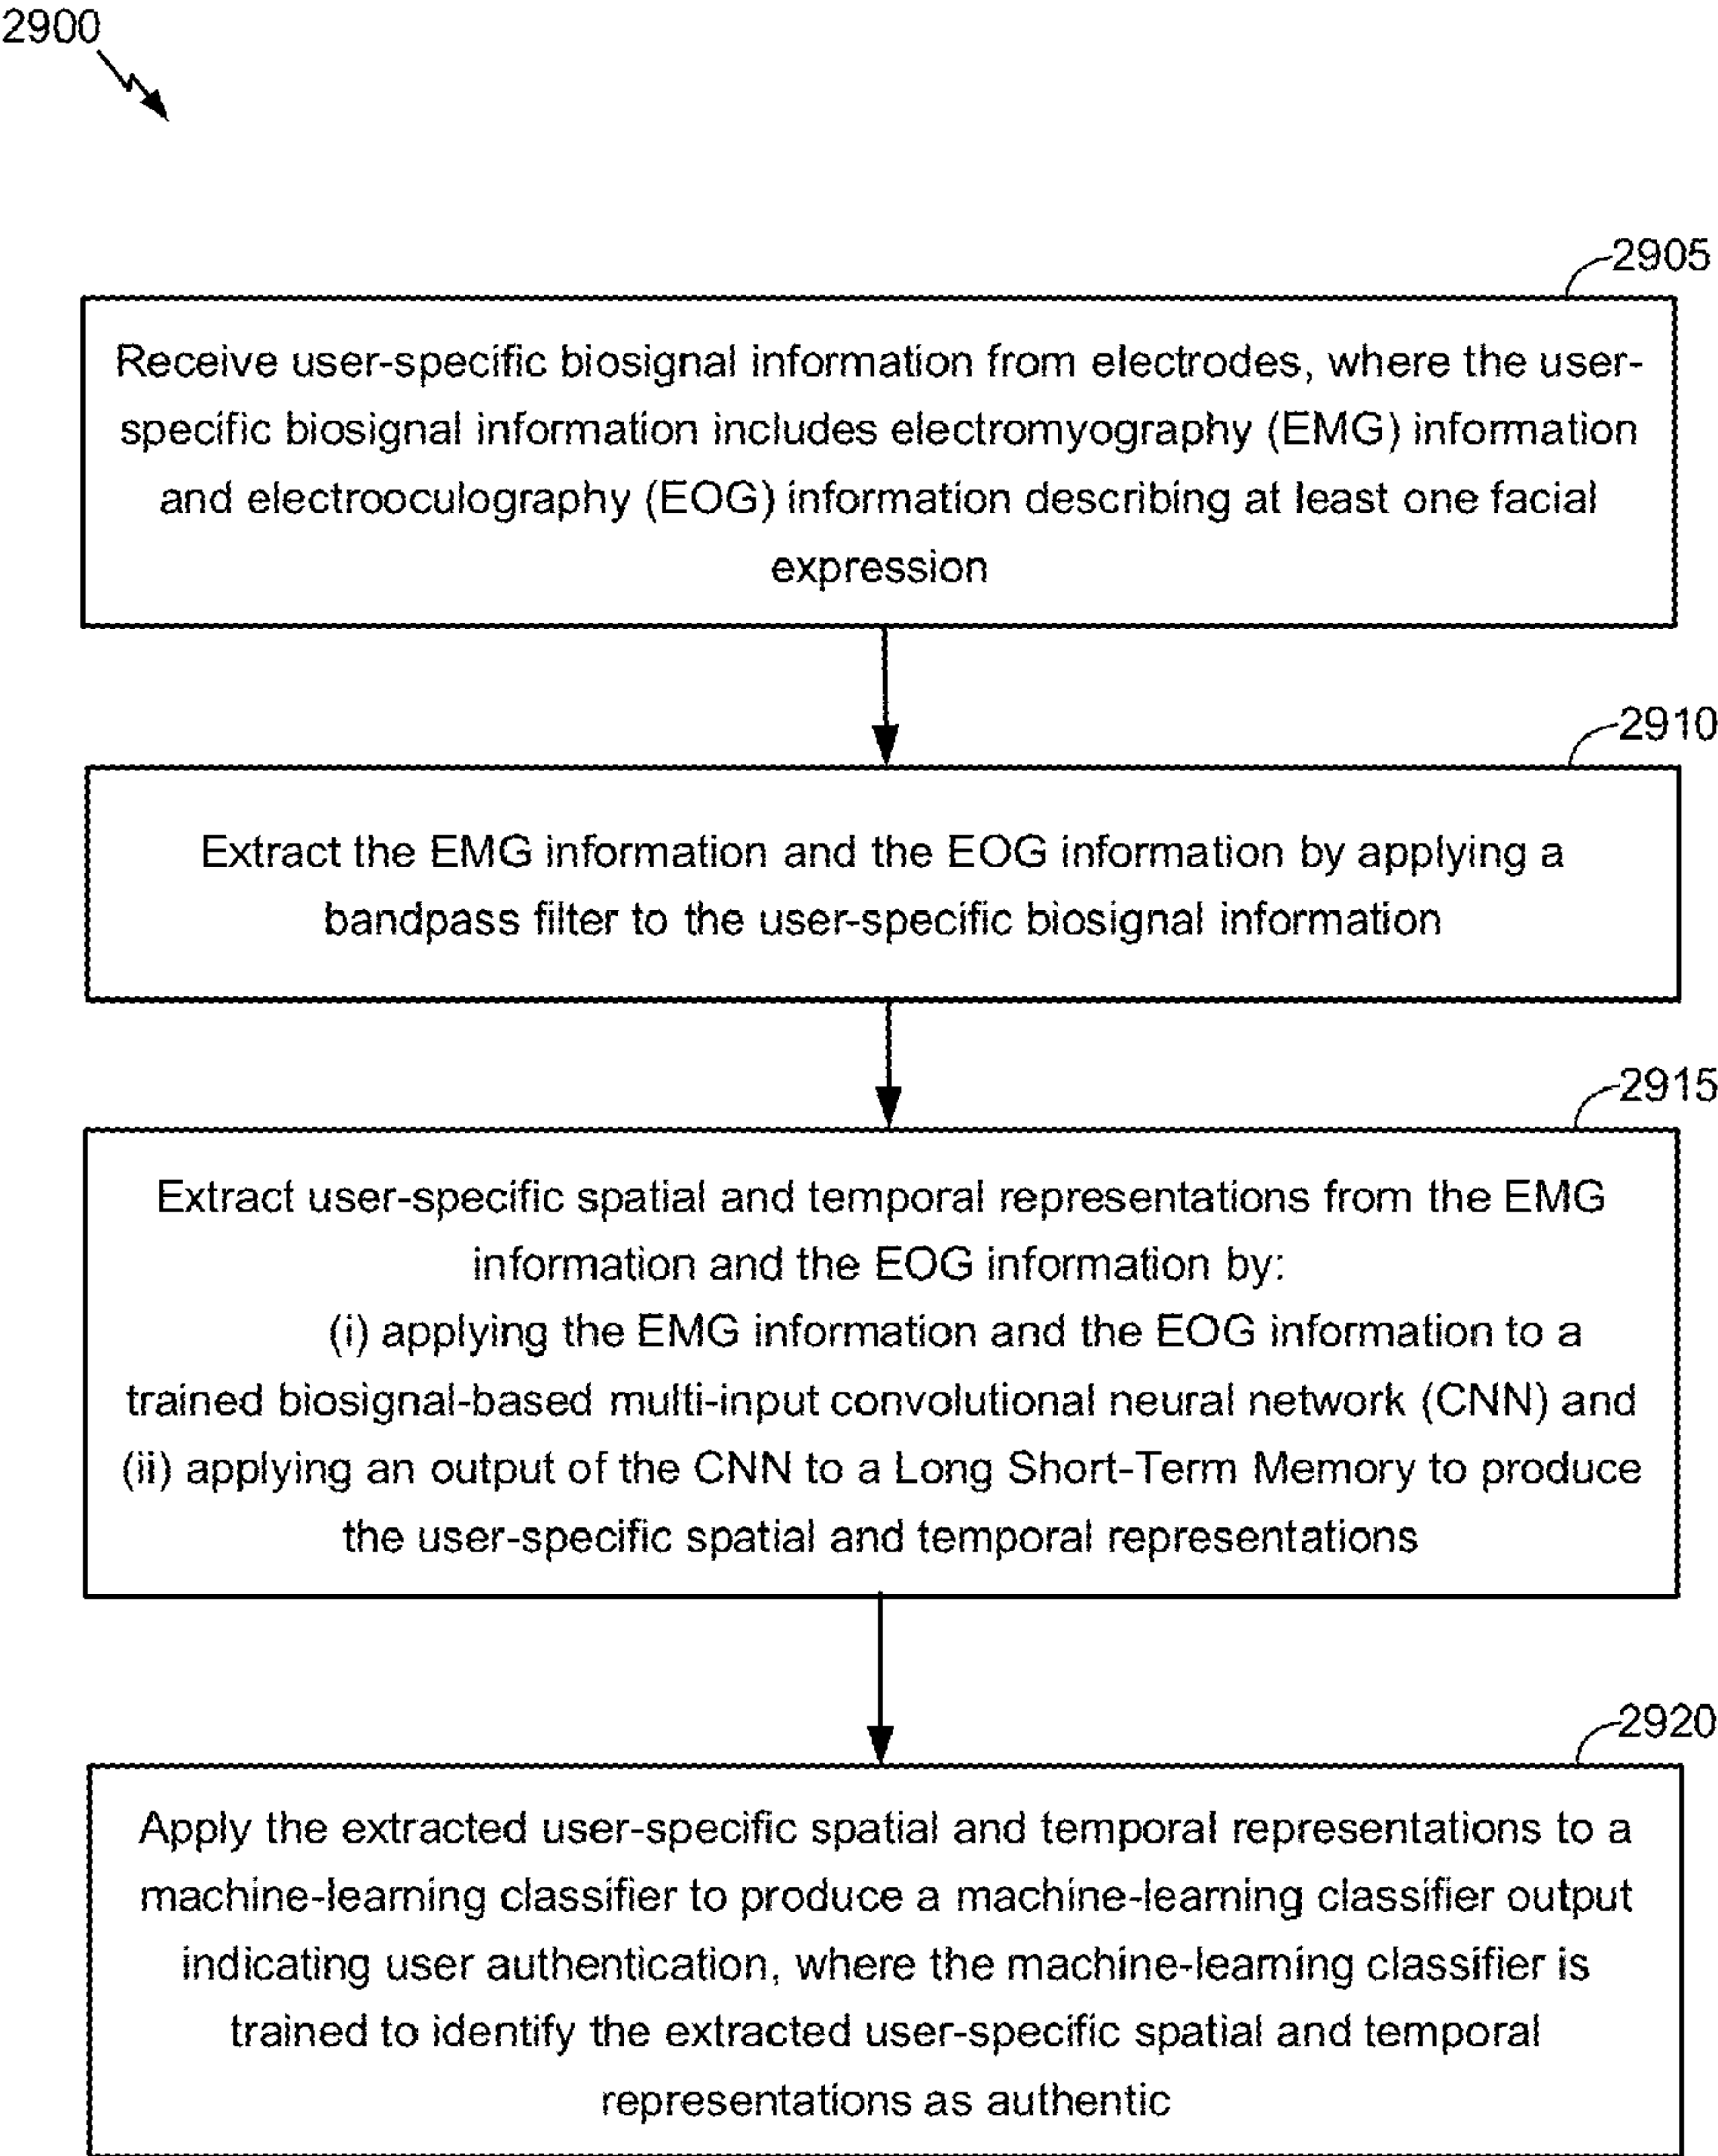 2900
2905
Receive user-specific biosignal information from electrodes, where the user-
specific biosignal information includes electromyography (EMG) information
and electrooculography (EOG) information describing at least one facial
expression
2910
Extract the EMG information and the EOG information by applying a
bandpass filter to the user-specific biosignal information
2915
Extract user-specific spatial and temporal representations from the EMG
information and the EOG information by:
(i) applying the EMG information and the EOG information to a
trained biosignal-based multi-input convolutional neural network (CNN) and
(ii) applying an output of the CNN to a Long Short-Term Memory to produce
the user-specific spatial and temporal representations
2920
Apply the extracted user-specific spatial and temporal representations to a
machine-learning classifier to produce a machine-learning classifier output
indicating user authentication, where the machine-learning classifier is
trained to identify the extracted user-specific spatial and temporal
representations as authentic